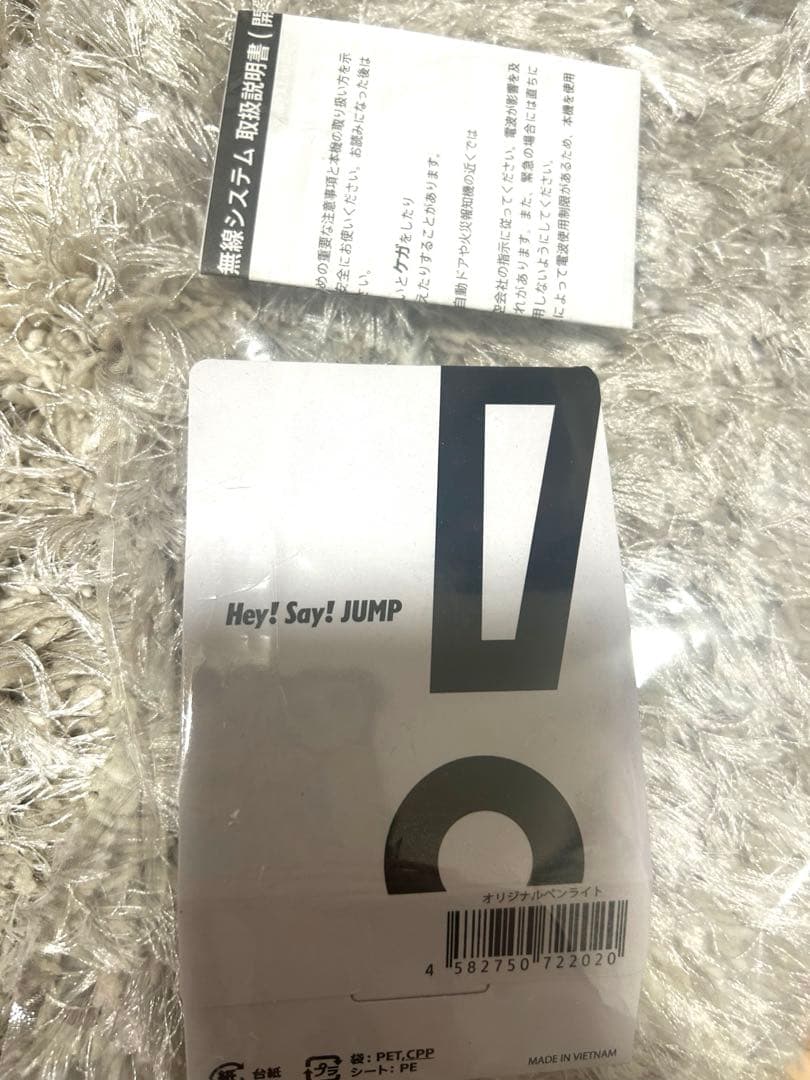 無線システム 取扱説明書（開
めの重要な注意事項と本機の取り扱い方を示
安全にお使いください。お読みになった後は
さい。
いとケガをしたり
えたりすることがあります。
自動ドアや火災報知機の近くでは
空会社の指示に従ってください。電波が影響を及
れがあります。また、緊急の場合には直ちに
用しないようにしてください。
によって電波使用制限があるため、本機を使用
Hey! Say! JUMP
オリジナルペンライト
4 582750 722020
紙 台紙
プラ 袋：PET,CPP
シート：PE
MADE IN VIETNAM